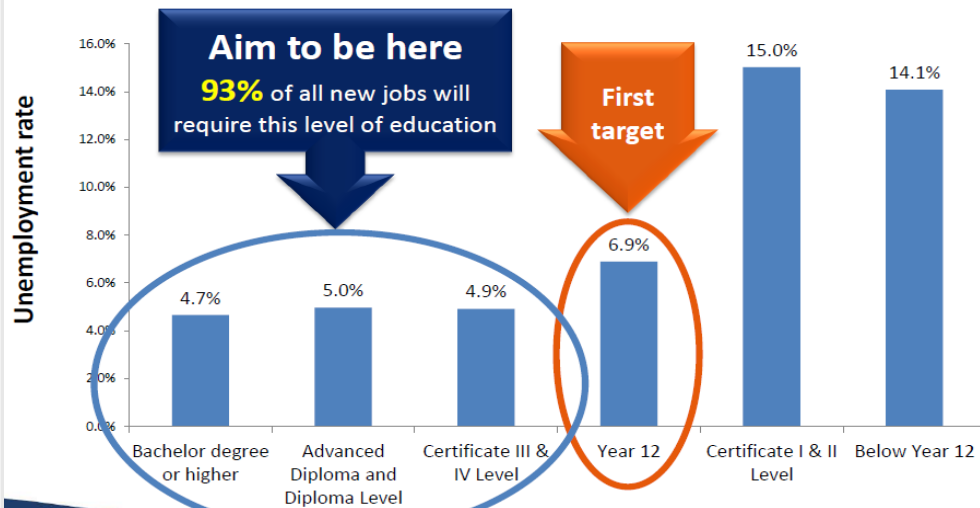 Aim to be here
93% of all new jobs will
require this level of education
First
target
Unemployment rate
16.0%
14.0%
12.0%
10.0%
8.0%
6.0%
4.0%
2.0%
0.0%
4.7%
5.0%
4.9%
6.9%
15.0%
14.1%
Bachelor degree
or higher
Advanced
Diploma and
Diploma Level
Certificate III &
IV Level
Year 12
Certificate I & II
Level
Below Year 12